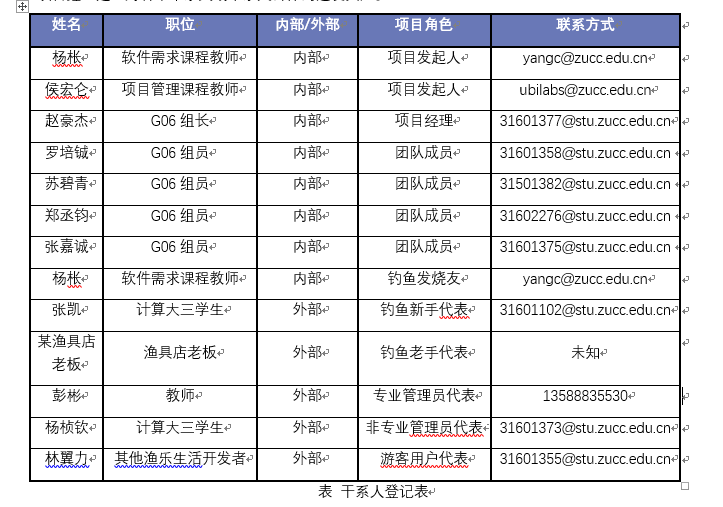 姓名 职位 内部/外部 项目角色 联系方式
杨枨 软件需求课程教师 内部 项目发起人 yangc@zucc.edu.cn
侯宏仑 项目管理课程教师 内部 项目发起人 ubilabs@zucc.edu.cn
赵豪杰 G06 组长 内部 项目经理 31601377@stu.zucc.edu.cn
罗培铖 G06 组员 内部 团队成员 31601358@stu.zucc.edu.cn
苏碧青 G06 组员 内部 团队成员 31501382@stu.zucc.edu.cn
郑丞钧 G06 组员 内部 团队成员 31602276@stu.zucc.edu.cn
张嘉诚 G06 组员 内部 团队成员 31601375@stu.zucc.edu.cn
杨枨 软件需求课程教师 内部 钓鱼发烧友 yangc@zucc.edu.cn
张凯 计算大三学生 外部 钓鱼新手代表 31601102@stu.zucc.edu.cn
某渔具店
老板 渔具店老板 外部 钓鱼老手代表 未知
彭彬 教师 外部 专业管理员代表 13588835530
杨桢钦 计算大三学生 外部 非专业管理员代表 31601373@stu.zucc.edu.cn
林翼力 其他渔乐生活开发者 外部 游客用户代表 31601355@stu.zucc.edu.cn
表 干系人登记表